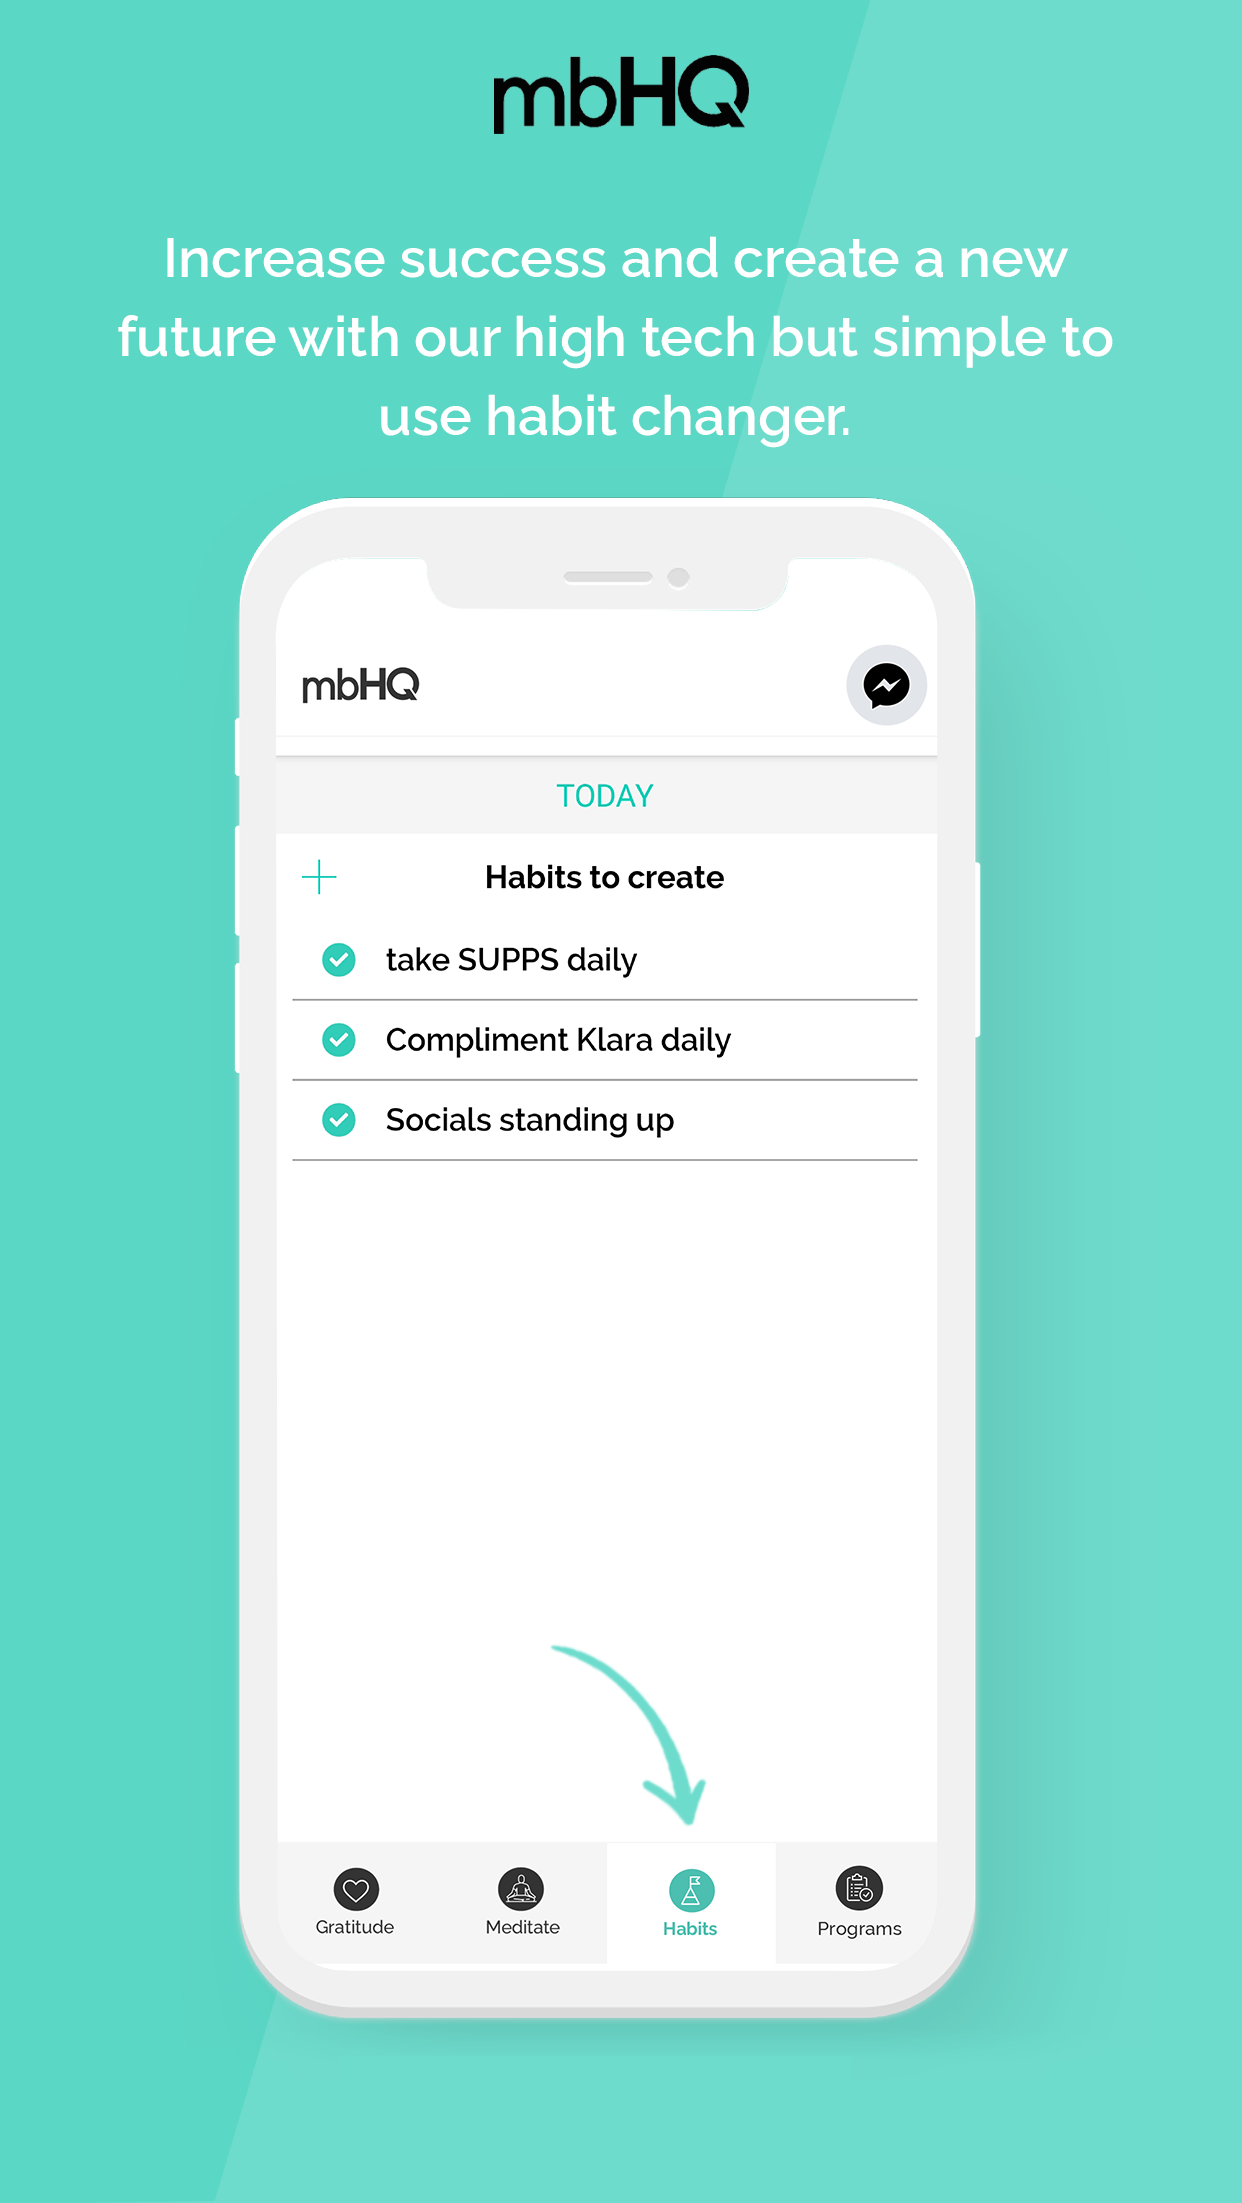 mbHQ
Increase success and create a new
future with our high tech but simple to
use habit changer.
mbHQ
TODAY
Habits to create
take SUPPS daily
Compliment Klara daily
Socials standing up
Gratitude
Meditate
Habits
Programs